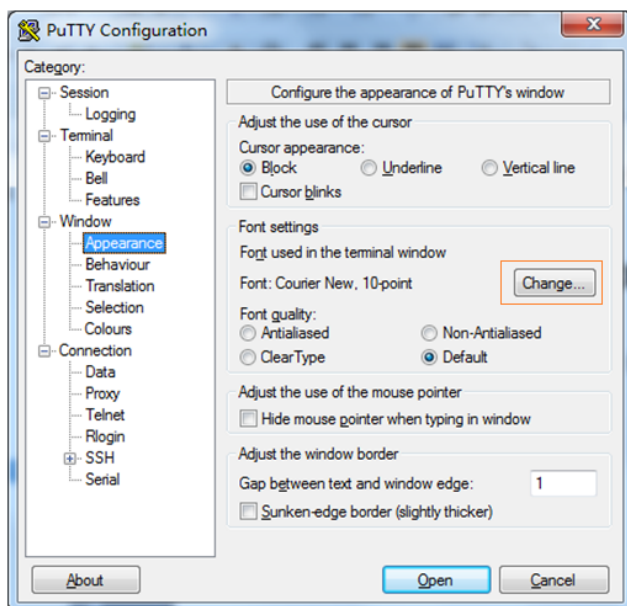 PuTTY Configuration
Category:
Session
Logging
Terminal
Keyboard
Bell
Features
Window
Appearance
Behaviour
Translation
Selection
Colours
Connection
Data
Proxy
Telnet
Rlogin
SSH
Serial
Configure the appearance of PuTTY's window
Adjust the use of the cursor
Cursor appearance:
Block Underline Vertical line
Cursor blinks
Font settings
Font used in the terminal window
Font: Courier New, 10-point Change...
Font quality:
Antialiased Non-Antialiased
ClearType Default
Adjust the use of the mouse pointer
Hide mouse pointer when typing in window
Adjust the window border
Gap between text and window edge: 1
Sunken-edge border (slightly thicker)
About Open Cancel